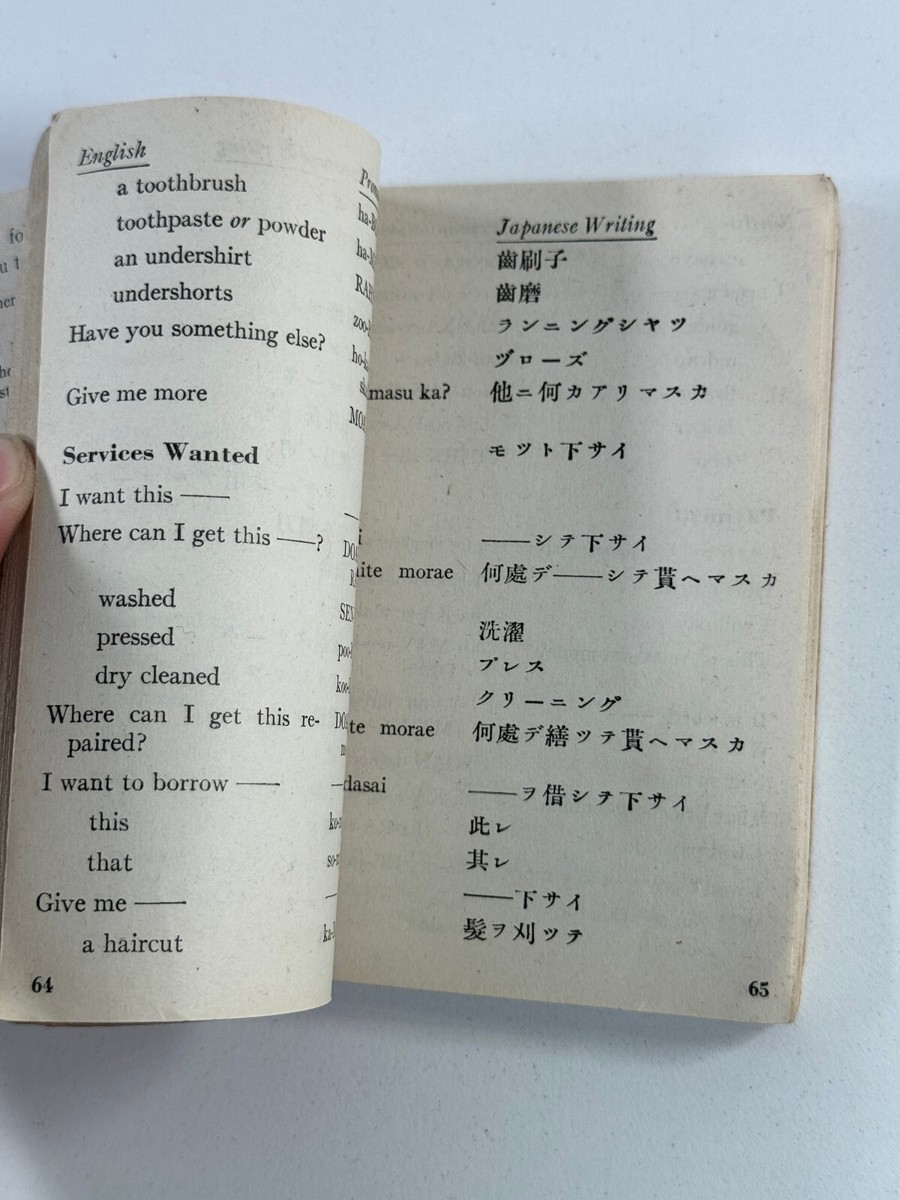 English
a toothbrush
toothpaste or powder
an undershirt
undershorts
Have you something else?
Give me more
Services Wanted
I want this ——
Where can I get this ——?
washed
pressed
dry cleaned
Where can I get this re-
paired?
I want to borrow ——
this
that
Give me ——
a haircut
64
masu ka?
hite morae
te morae
dasai
Japanese Writing
齒刷子
齒磨
ランニングシヤツ
ヅローズ
他ニ何カアリマスカ
モツト下サイ
——シテ下サイ
何處デ——シテ貰ヘマスカ
洗濯
プレス
クリーニング
何處デ繕ツテ貰ヘマスカ
——ヲ借シテ下サイ
此レ
其レ
——下サイ
髮ヲ刈ツテ
65